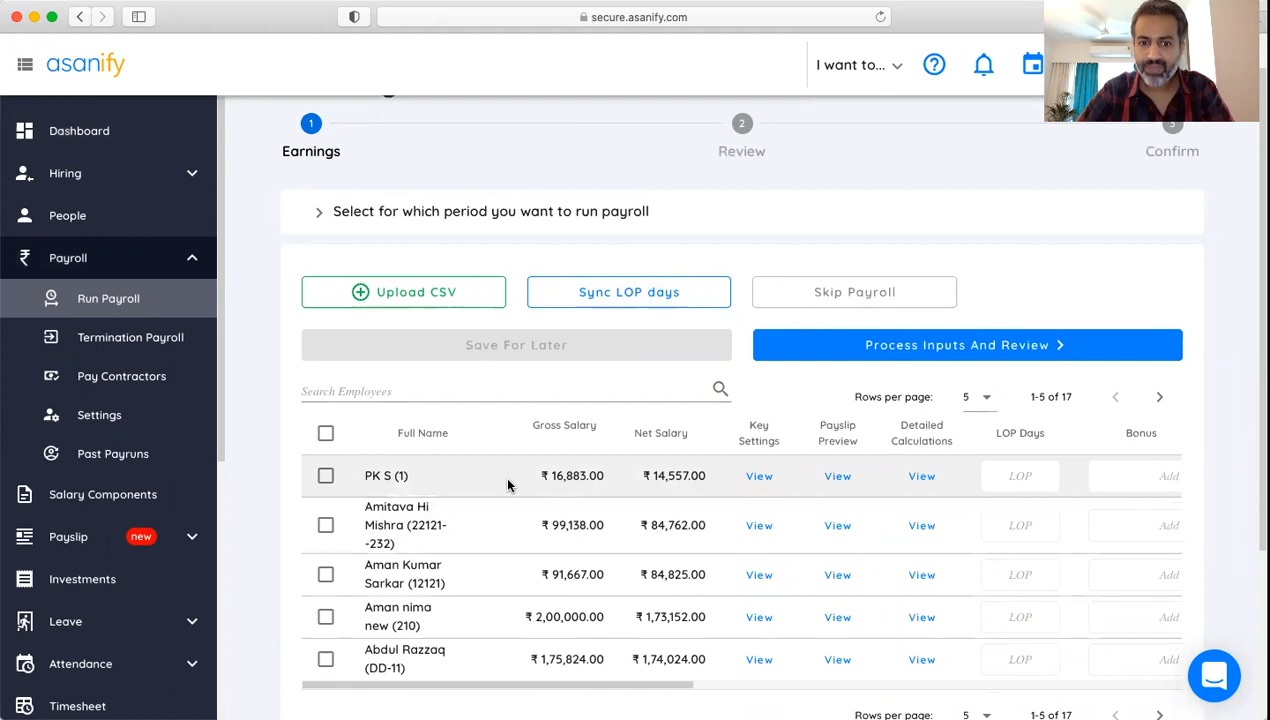 secure.asanify.com
asanify
I want to...
Dashboard
Hiring
People
₹ Payroll
Run Payroll
Termination Payroll
Pay Contractors
Settings
Past Payruns
Salary Components
Payslip new
Investments
Leave
Attendance
Timesheet
1 2 3
Earnings Review Confirm
Select for which period you want to run payroll
Upload CSV Sync LOP days Skip Payroll
Save For Later Process Inputs And Review
Search Employees Rows per page: 5 1-5 of 17
Full Name Gross Salary Net Salary Key Settings Payslip Preview Detailed Calculations LOP Days Bonus
PK S (1) ₹ 16,883.00 ₹ 14,557.00 View View View LOP Add
Amitava Hi
Mishra (22121-
-232) ₹ 99,138.00 ₹ 84,762.00 View View View LOP Add
Aman Kumar
Sarkar (12121) ₹ 91,667.00 ₹ 84,825.00 View View View LOP Add
Aman nima
new (210) ₹ 2,00,000.00 ₹ 1,73,152.00 View View View LOP Add
Abdul Razzaq
(DD-11) ₹ 1,75,824.00 ₹ 1,74,024.00 View View View LOP Add
Rows per page: 5 1-5 of 17